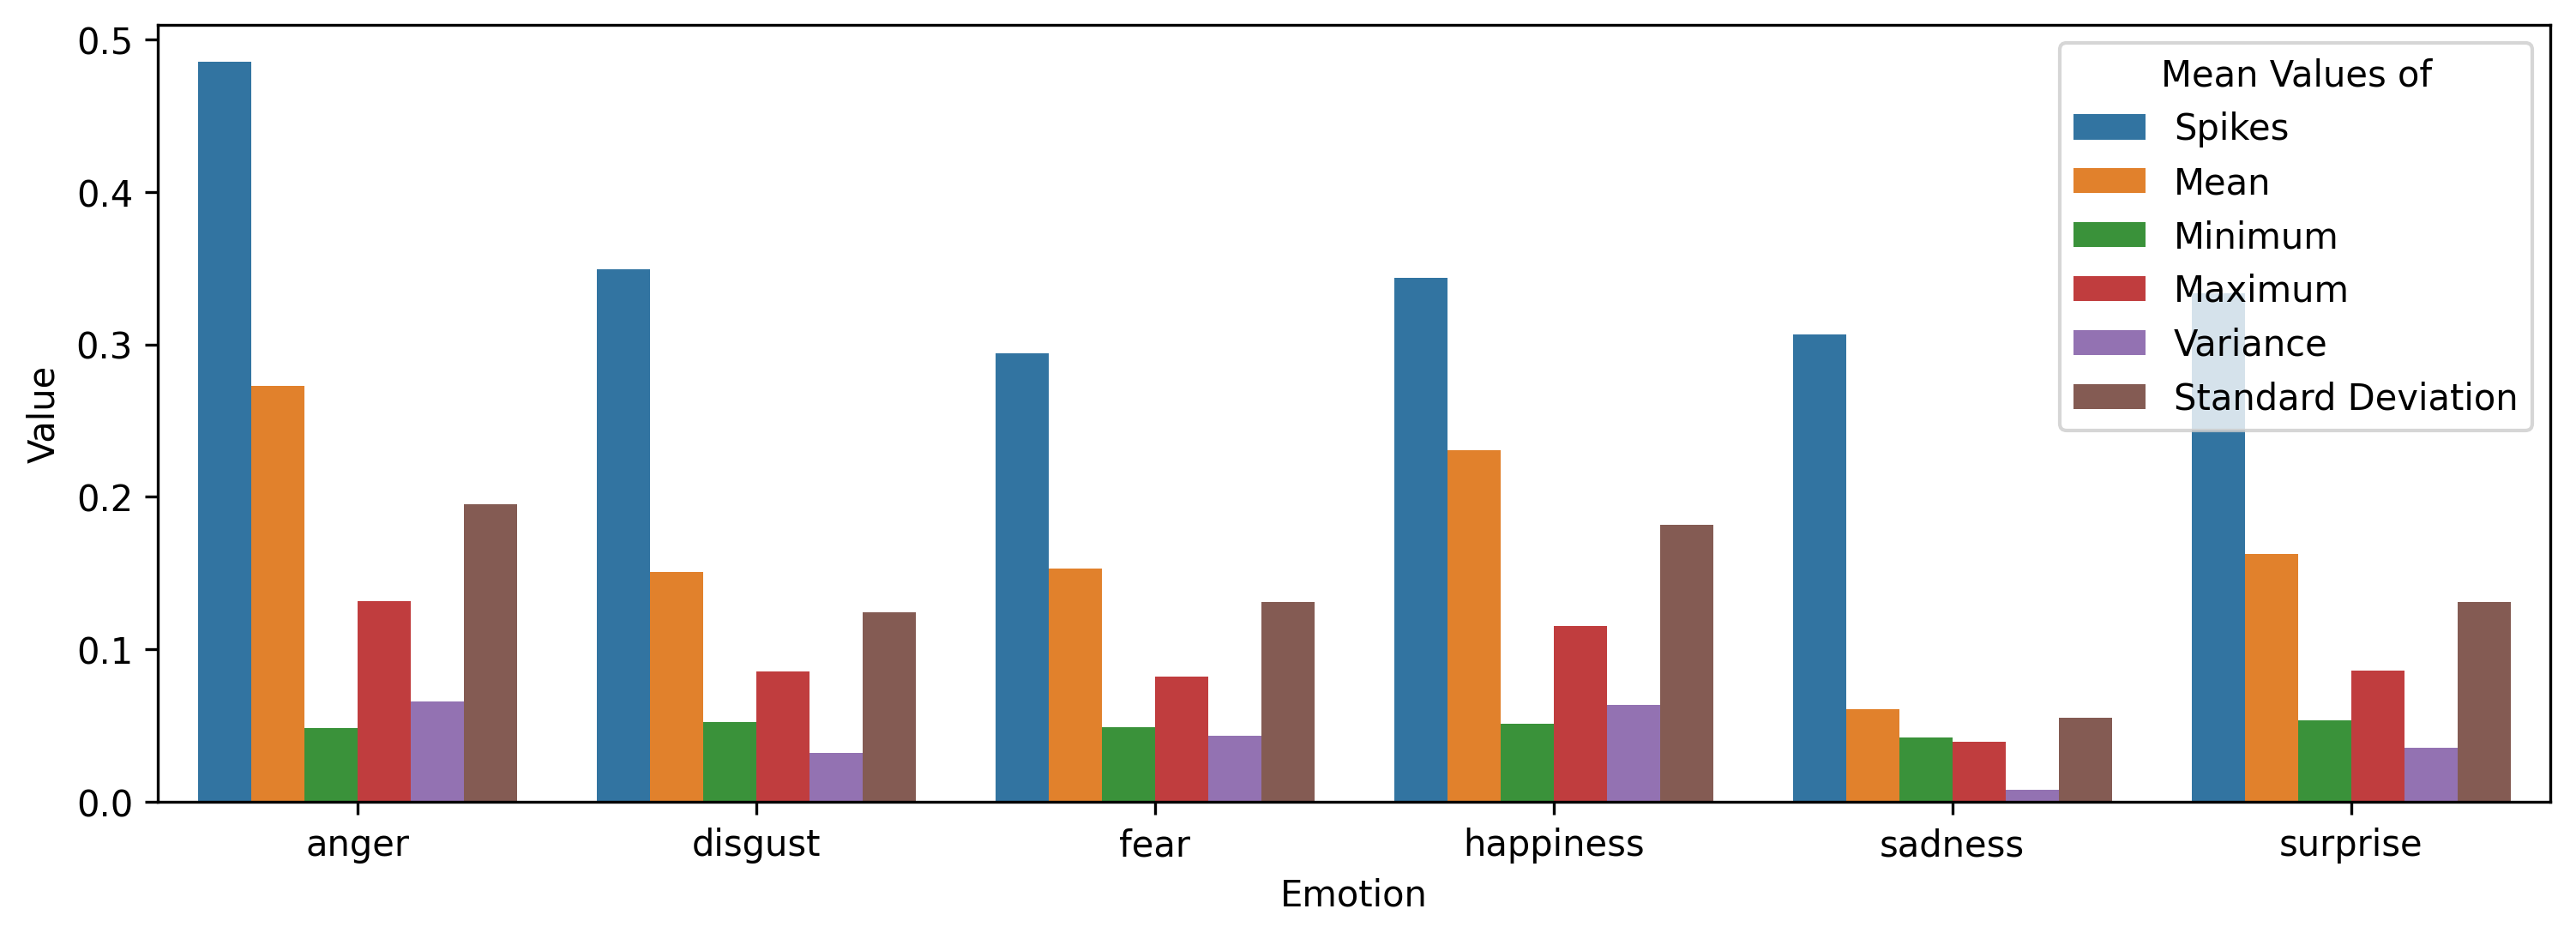 Value
0.5
0.4
0.3
0.2
0.1
0.0
Mean Values of
Spikes
Mean
Minimum
Maximum
Variance
Standard Deviation
anger disgust fear happiness sadness surprise
Emotion